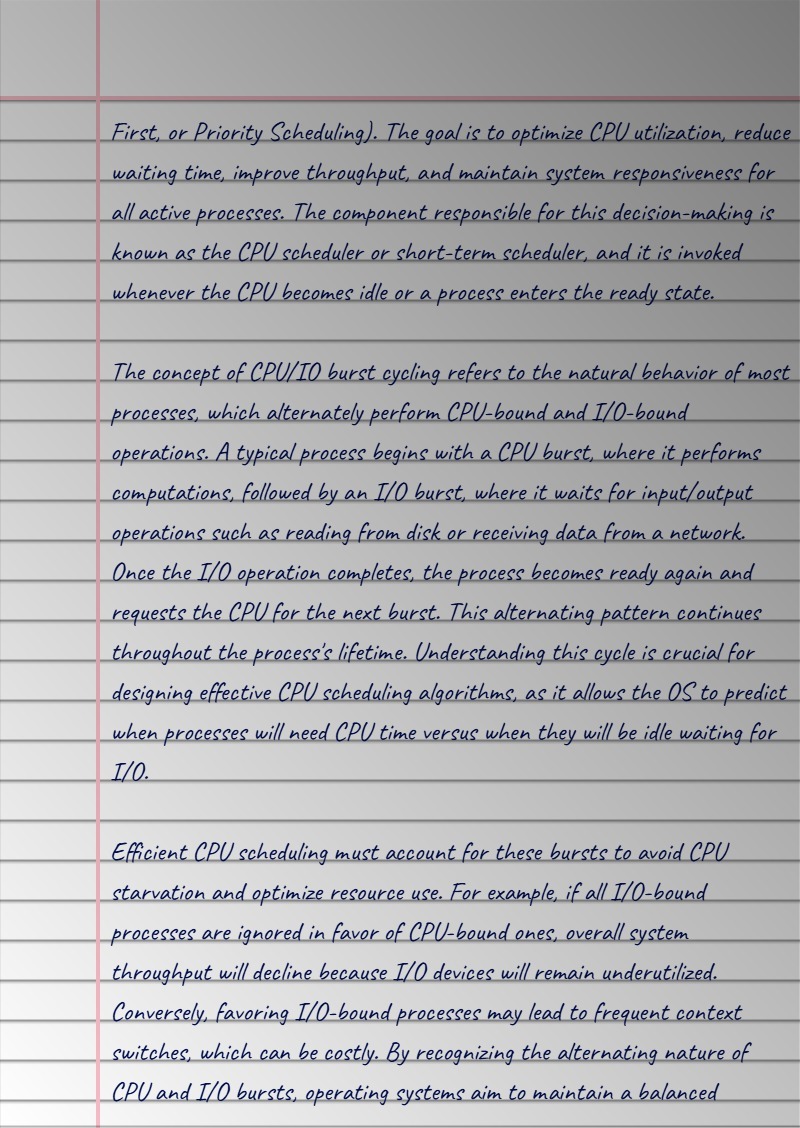 First, or Priority Scheduling). The goal is to optimize CPU utilization, reduce
waiting time, improve throughput, and maintain system responsiveness for
all active processes. The component responsible for this decision-making is
known as the CPU scheduler or short-term scheduler, and it is invoked
whenever the CPU becomes idle or a process enters the ready state.
The concept of CPU/IO burst cycling refers to the natural behavior of most
processes, which alternately perform CPU-bound and I/O-bound
operations. A typical process begins with a CPU burst, where it performs
computations, followed by an I/O burst, where it waits for input/output
operations such as reading from disk or receiving data from a network.
Once the I/O operation completes, the process becomes ready again and
requests the CPU for the next burst. This alternating pattern continues
throughout the process's lifetime. Understanding this cycle is crucial for
designing effective CPU scheduling algorithms, as it allows the OS to predict
when processes will need CPU time versus when they will be idle waiting for
I/O.
Efficient CPU scheduling must account for these bursts to avoid CPU
starvation and optimize resource use. For example, if all I/O-bound
processes are ignored in favor of CPU-bound ones, overall system
throughput will decline because I/O devices will remain underutilized.
Conversely, favoring I/O-bound processes may lead to frequent context
switches, which can be costly. By recognizing the alternating nature of
CPU and I/O bursts, operating systems aim to maintain a balanced